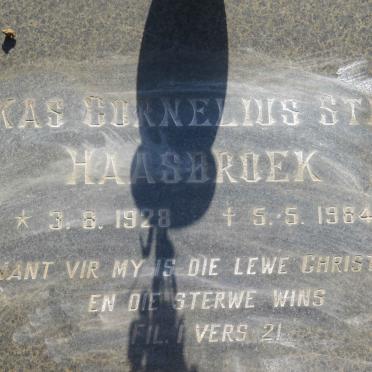 KAS CORNELIUS ST
HAASBROEK
* 3.8.1928 † 5.5.1984
WANT VIR MY IS DIE LEWE CHRIST
EN DIE STERWE WINS
FIL. 1 VERS 21